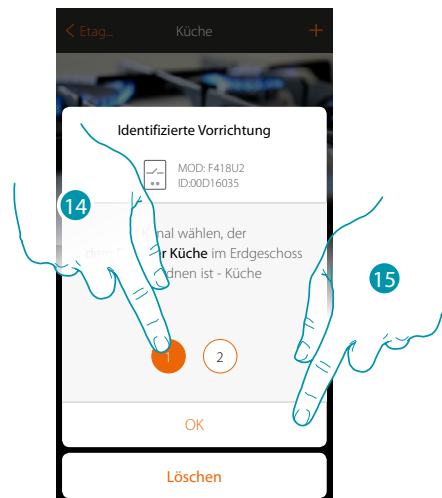 Etag...
Küche
+
Identifizierte Vorrichtung
MOD: F418U2
ID:00D16035
14
nal wählen, der
r Küche im Erdgeschoss
dnen ist - Küche
15
1
2
OK
Löschen